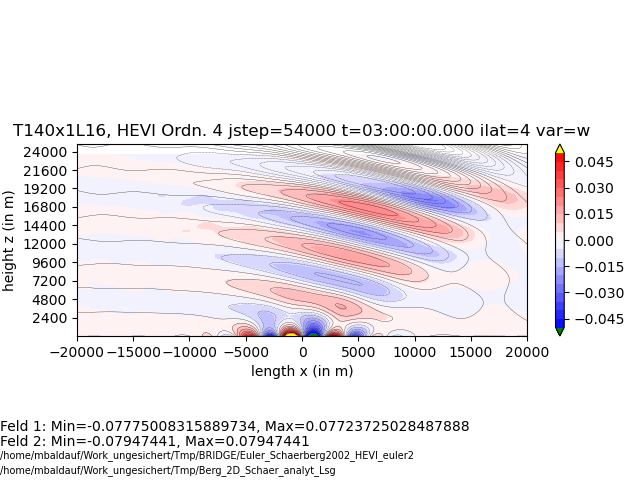 T140x1L16, HEVI Ordn. 4 jstep=54000 t=03:00:00.000 ilat=4 var=w
height z (in m)
24000
21600
19200
16800
14400
12000
9600
7200
4800
2400
−20000 −15000 −10000 −5000 0 5000 10000 15000 20000
length x (in m)
0.045
0.030
0.015
0.000
−0.015
−0.030
−0.045
Feld 1: Min=-0.07775008315889734, Max=0.07723725028487888
Feld 2: Min=-0.07947441, Max=0.07947441
/home/mbaldauf/Work_ungesichert/Tmp/BRIDGE/Euler_Schaerberg2002_HEVI_euler2
/home/mbaldauf/Work_ungesichert/Tmp/Berg_2D_Schaer_analyt_Lsg